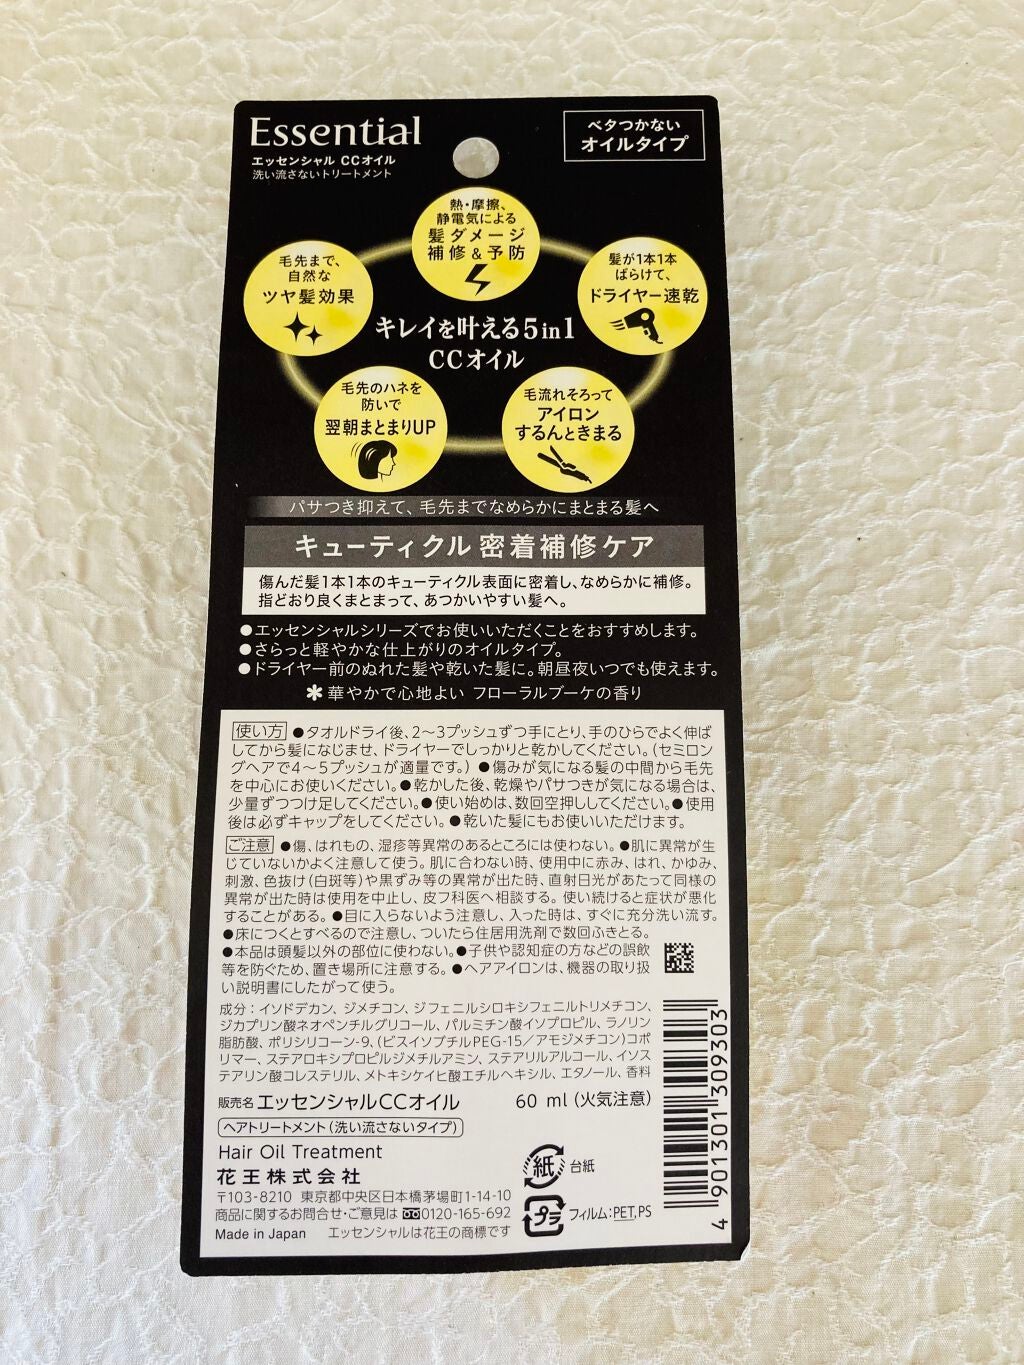 Essential
エッセンシャル CCオイル
洗い流さないトリートメント
ベタつかない
オイルタイプ
熱・摩擦、
静電気による
髪ダメージ
補修&予防
毛先まで、
自然な
ツヤ髪効果
髪が1本1本
ばらけて、
ドライヤー速乾
キレイを叶える5in1
CCオイル
毛先のハネを
防いで
翌朝まとまりUP
毛流れそろって
アイロン
するんときまる
パサつき抑えて、毛先までなめらかにまとまる髪へ
キューティクル 密着補修ケア
傷んだ髪1本1本のキューティクル表面に密着し、なめらかに補修。
指どおり良くまとまって、あつかいやすい髪へ。
●エッセンシャルシリーズでお使いいただくことをおすすめします。
●さらっと軽やかな仕上がりのオイルタイプ。
●ドライヤー前のぬれた髪や乾いた髪に。朝昼夜いつでも使えます。
✻華やかで心地よい フローラルブーケの香り
使い方 ●タオルドライ後、2〜3プッシュずつ手にとり、手のひらでよく伸ば
してから髪になじませ、ドライヤーでしっかりと乾かしてください。(セミロン
グヘアで4〜5プッシュが適量です。) ●傷みが気になる髪の中間から毛先
を中心にお使いください。●乾かした後、乾燥やパサつきが気になる場合は、
少量ずつつけ足してください。●使い始めは、数回空押ししてください。●使用
後は必ずキャップをしてください。●乾いた髪にもお使いいただけます。
ご注意 ●傷、はれもの、湿疹等異常のあるところには使わない。●肌に異常が生
じていないかよく注意して使う。肌に合わない時、使用中に赤み、はれ、かゆみ、
刺激、色抜け(白斑等)や黒ずみ等の異常が出た時、直射日光があたって同様の
異常が出た時は使用を中止し、皮フ科医へ相談する。使い続けると症状が悪化
することがある。●目に入らないよう注意し、入った時は、すぐに充分洗い流す。
●床につくとすべるので注意し、ついたら住居用洗剤で数回ふきとる。
●本品は頭髪以外の部位に使わない。●子供や認知症の方などの誤飲
等を防ぐため、置き場所に注意する。●ヘアアイロンは、機器の取り扱
い説明書にしたがって使う。
成分:イソドデカン、ジメチコン、ジフェニルシロキシフェニルトリメチコン、
ジカプリン酸ネオペンチルグリコール、パルミチン酸イソプロピル、ラノリン
脂肪酸、ポリシリコーン-9、(ビスイソブチルPEG-15/アモジメチコン)コポ
リマー、ステアロキシプロピルジメチルアミン、ステアリルアルコール、イソス
テアリン酸コレステリル、メトキシケイヒ酸エチルヘキシル、エタノール、香料
販売名 エッセンシャルCCオイル 60 ml (火気注意)
ヘアトリートメント(洗い流さないタイプ)
Hair Oil Treatment
花王株式会社
〒103-8210 東京都中央区日本橋茅場町1-14-10
商品に関するお問合せ・ご意見は 0120-165-692
Made in Japan エッセンシャルは花王の商標です
紙 台紙
プラ フィルム:PET, PS
4 901301 309303